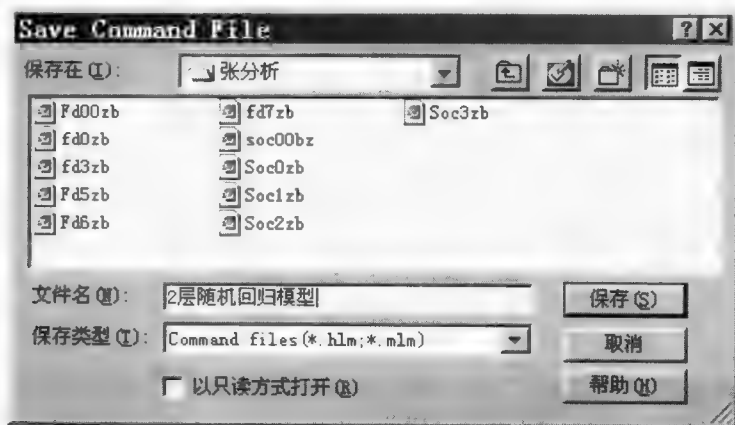 Save Command File
保存在(I): 张分析
Fd00zb fd7zb Soc3zb
fd0zb soc00bz
fd3zb Soc0zb
Fd5zb Soc1zb
Fd6zb Soc2zb
文件名(N): 2层随机回归模型 保存(S)
保存类型(T): Command files(*.hlm;*.mlm) 取消
以只读方式打开(R) 帮助(H)